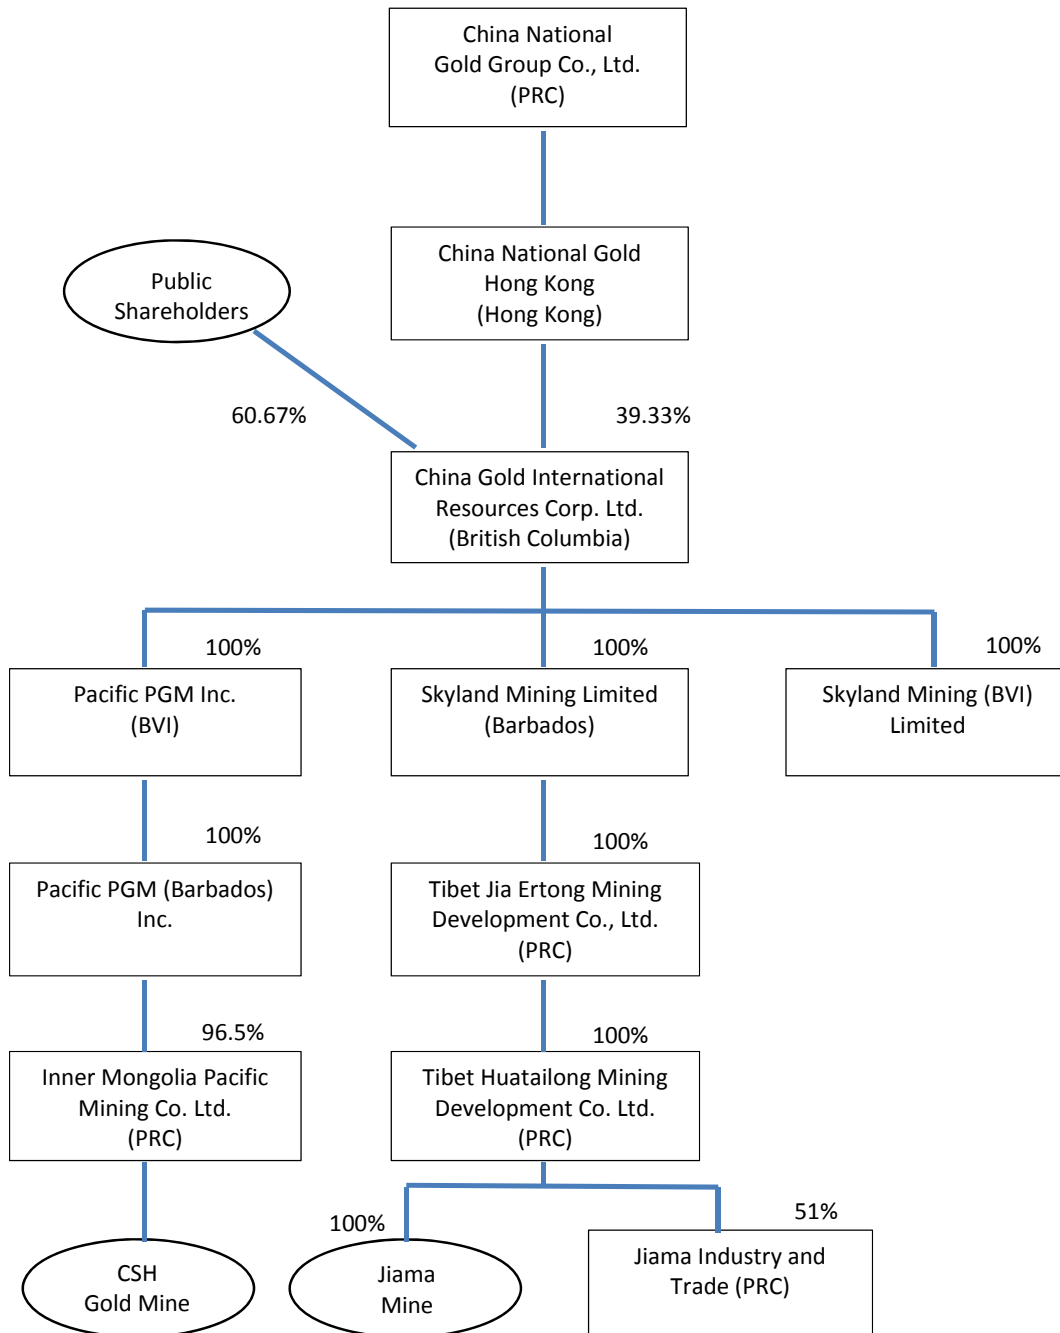 China National
Gold Group Co., Ltd.
(PRC)
China National Gold
Hong Kong
(Hong Kong)
Public
Shareholders
60.67%
39.33%
China Gold International
Resources Corp. Ltd.
(British Columbia)
100%
100%
100%
Pacific PGM Inc.
(BVI)
Skyland Mining Limited
(Barbados)
Skyland Mining (BVI)
Limited
100%
100%
Pacific PGM (Barbados)
Inc.
Tibet Jia Ertong Mining
Development Co., Ltd.
(PRC)
96.5%
100%
Inner Mongolia Pacific
Mining Co. Ltd.
(PRC)
Tibet Huatailong Mining
Development Co. Ltd.
(PRC)
100%
51%
CSH
Gold Mine
Jiama
Mine
Jiama Industry and
Trade (PRC)